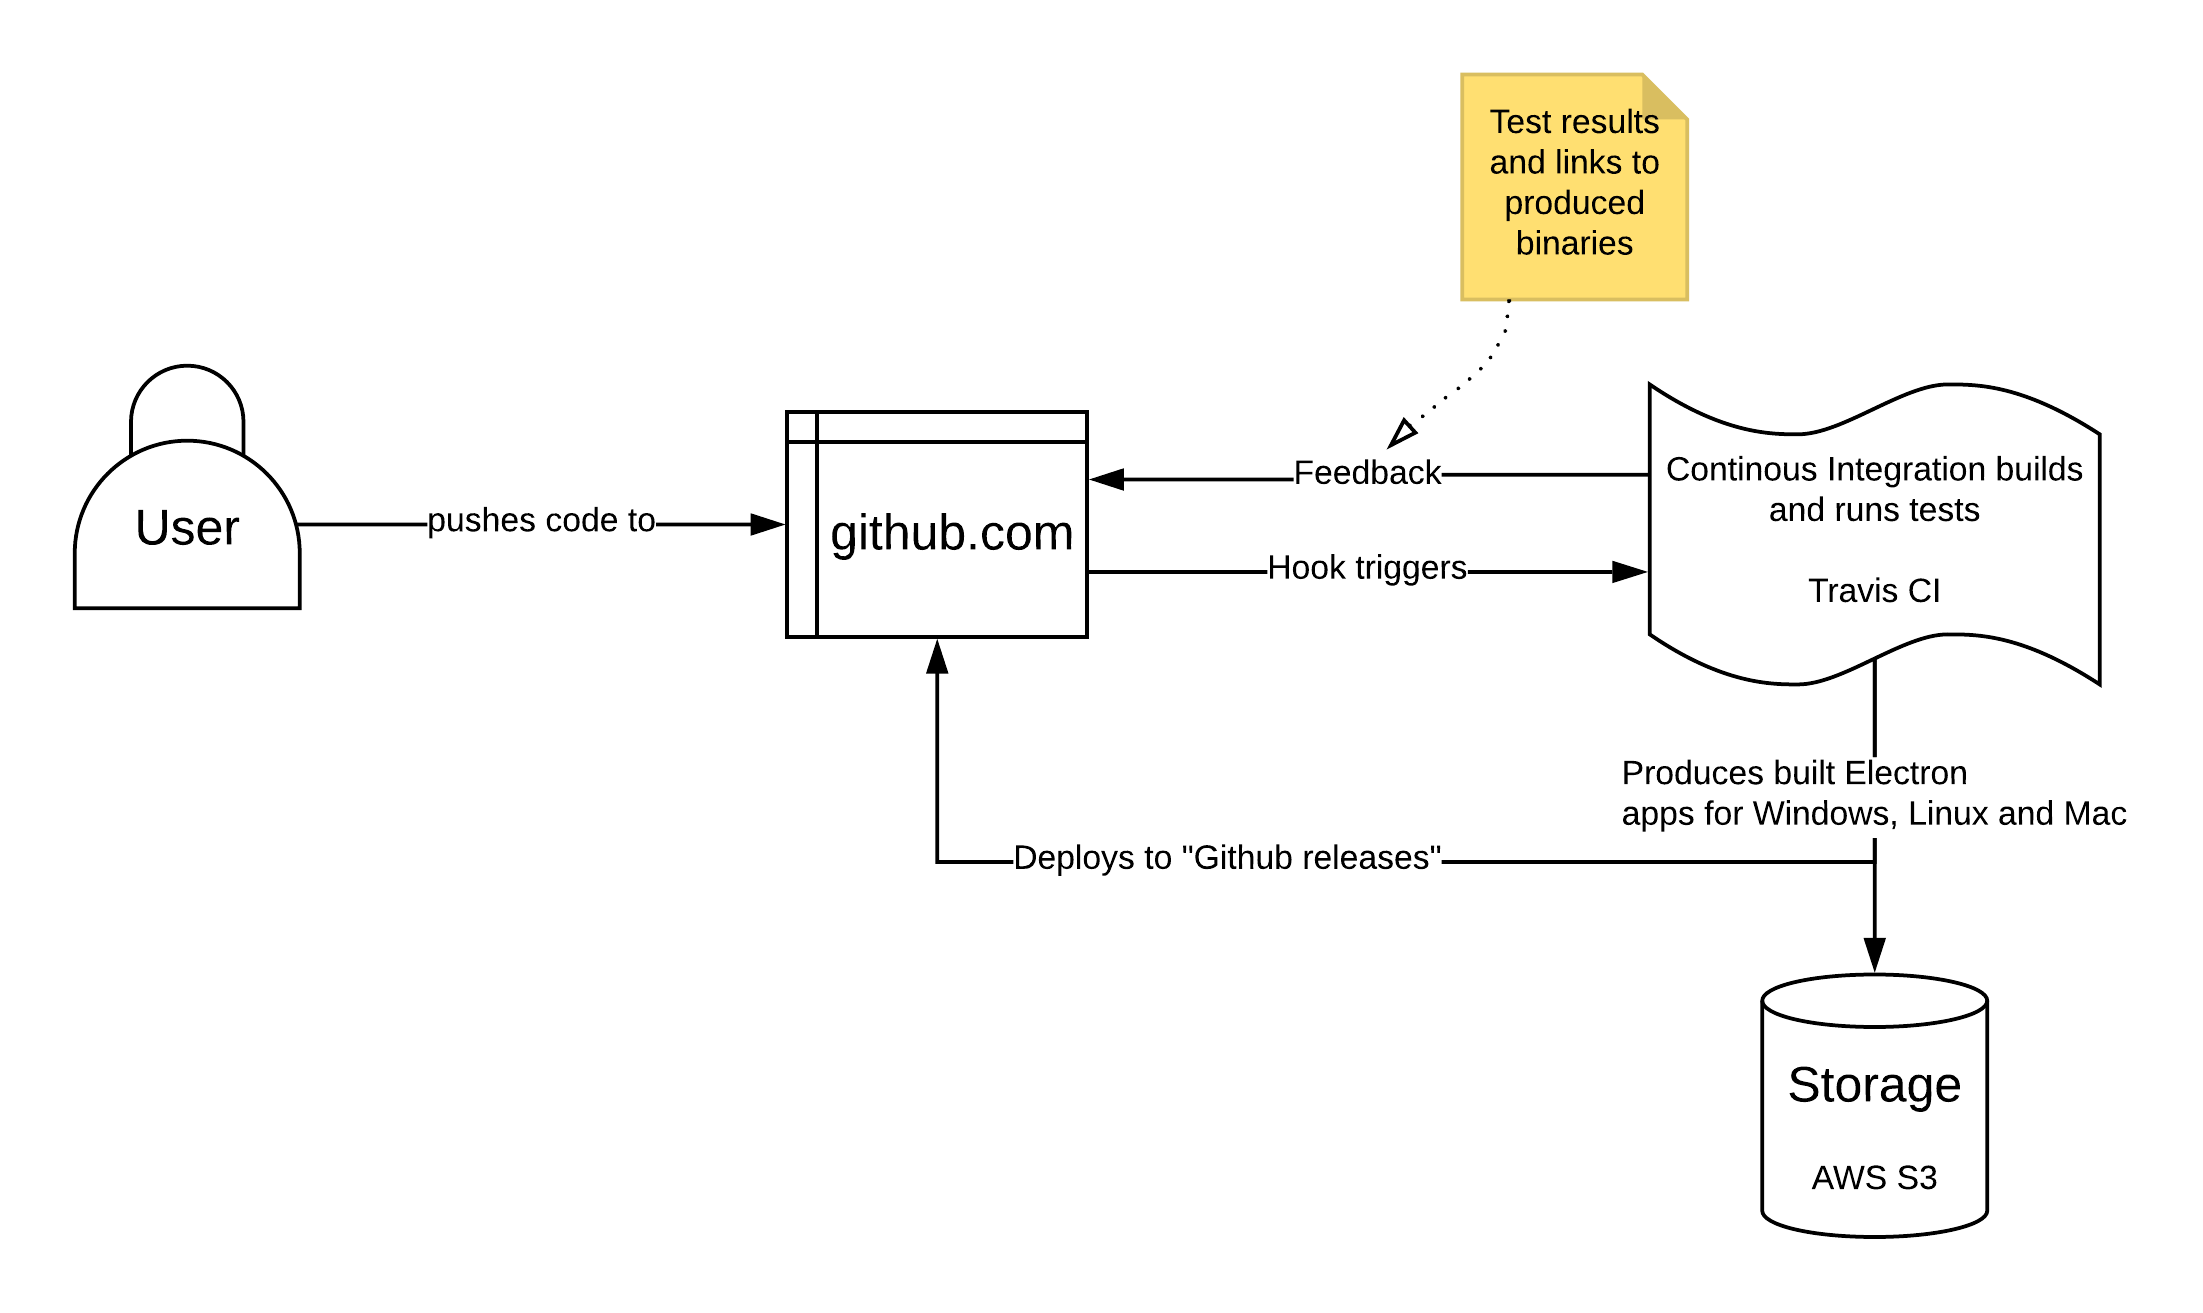 Test results
and links to
produced
binaries
User
pushes code to
github.com
Feedback
Hook triggers
Continous Integration builds
and runs tests
Travis CI
Produces built Electron
apps for Windows, Linux and Mac
Deploys to "Github releases"
Storage
AWS S3